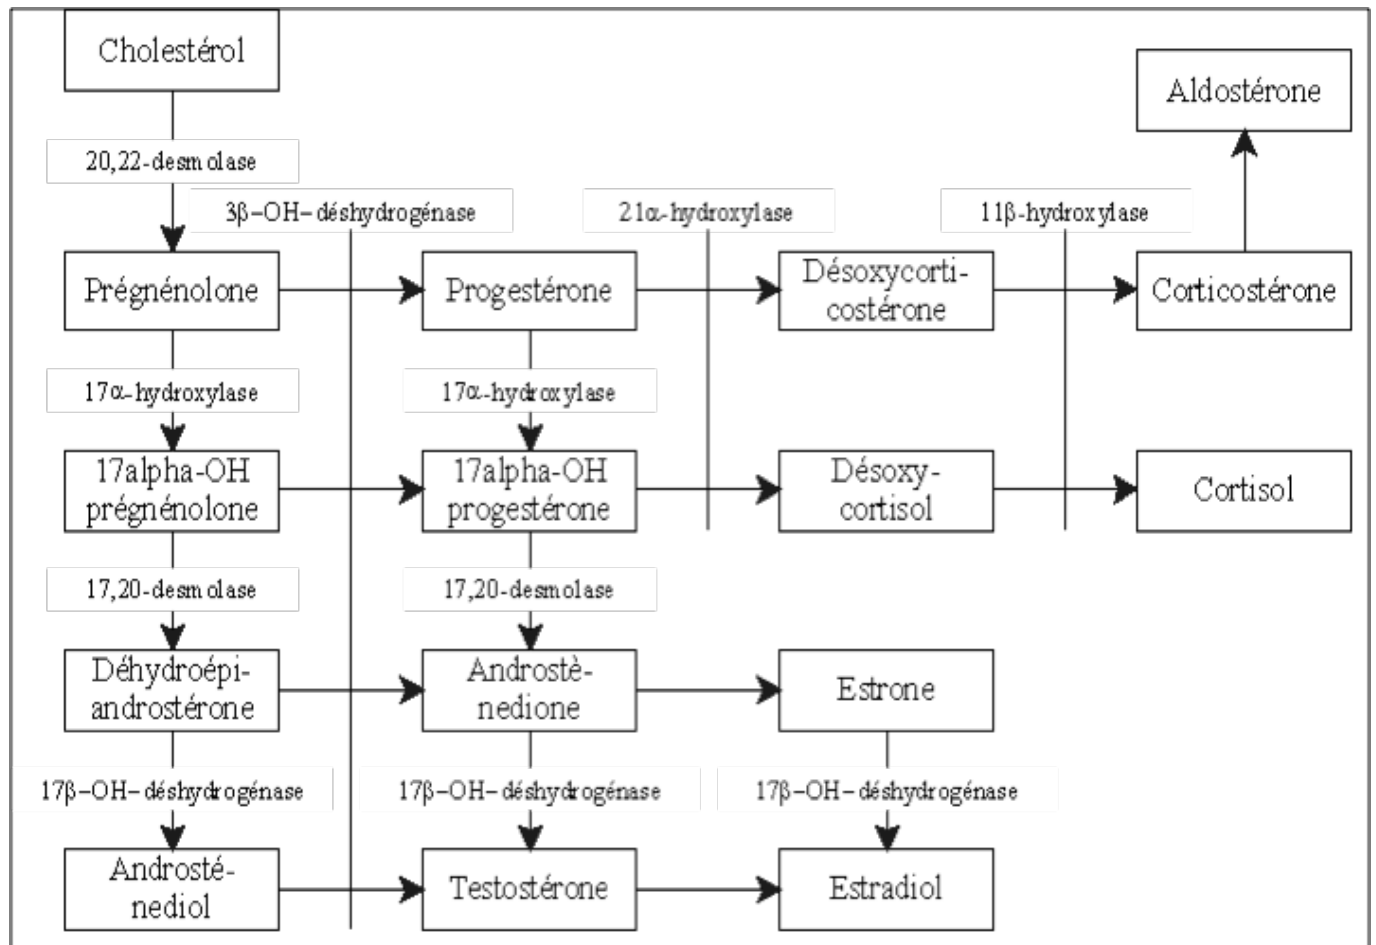 Cholestérol
Aldostérone
20,22-desmolase
3β-OH-déshydrogénase
21α-hydroxylase
11β-hydroxylase
Prégnénolone
Progestérone
Désoxycorti-
costérone
Corticostérone
17α-hydroxylase
17α-hydroxylase
17alpha-OH
prégnénolone
17alpha-OH
progestérone
Désoxy-
cortisol
Cortisol
17,20-desmolase
17,20-desmolase
Déhydroépi-
androstérone
Androstè-
nedione
Estrone
17β-OH-déshydrogénase
17β-OH-déshydrogénase
17β-OH-déshydrogénase
Androsté-
nediol
Testostérone
Estradiol